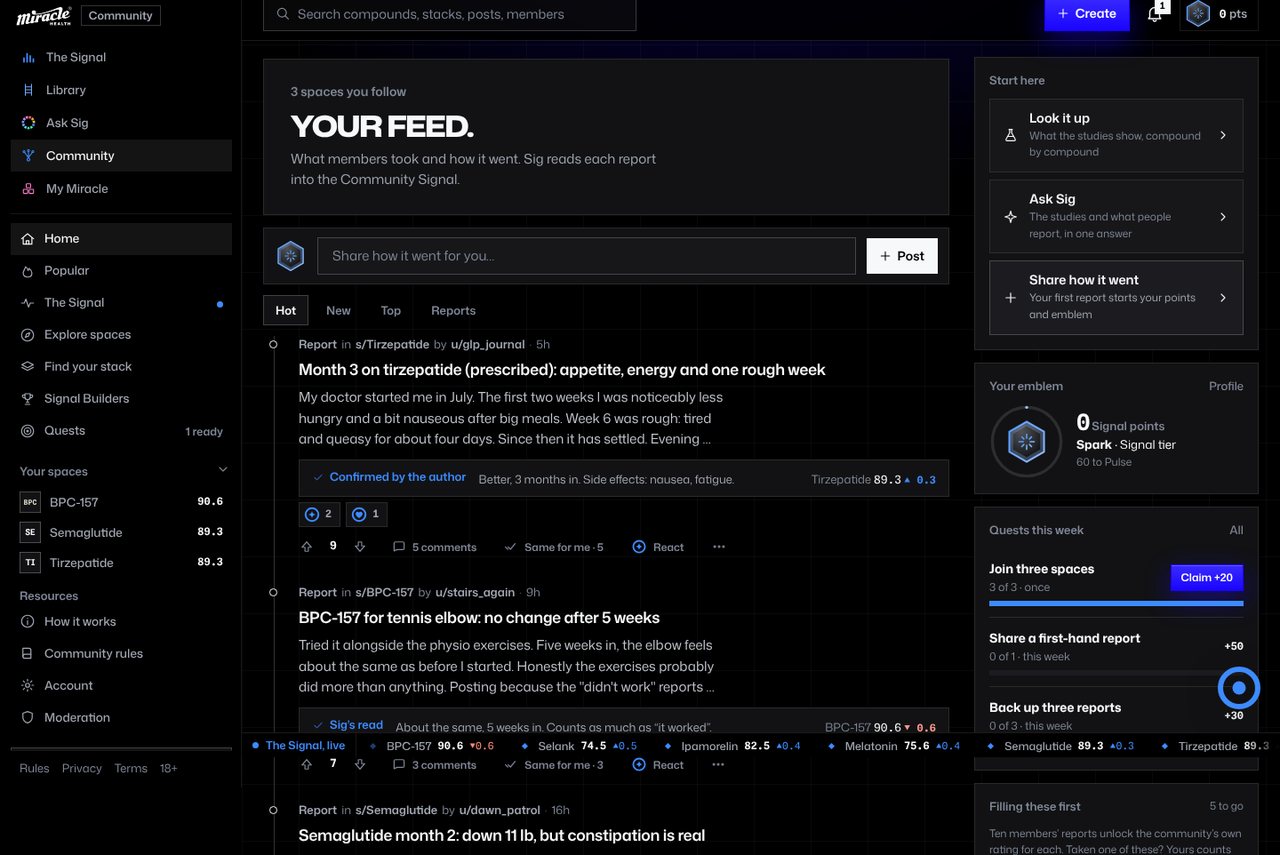 Miracle
HEALTH
Community
The Signal
Library
Ask Sig
Community
My Miracle
Home
Popular
The Signal
Explore spaces
Find your stack
Signal Builders
Quests 1 ready
Your spaces
BPC BPC-157 90.6
SE Semaglutide 89.3
TI Tirzepatide 89.3
Resources
How it works
Community rules
Account
Moderation
Rules Privacy Terms 18+
Search compounds, stacks, posts, members
+ Create
1
0 pts
3 spaces you follow
YOUR FEED.
What members took and how it went. Sig reads each report
into the Community Signal.
Share how it went for you...
+ Post
Hot New Top Reports
Report in s/Tirzepatide by u/glp_journal · 5h
Month 3 on tirzepatide (prescribed): appetite, energy and one rough week
My doctor started me in July. The first two weeks I was noticeably less
hungry and a bit nauseous after big meals. Week 6 was rough: tired
and queasy for about four days. Since then it has settled. Evening ...
Confirmed by the author Better, 3 months in. Side effects: nausea, fatigue. Tirzepatide 89.3 ▲ 0.3
2 1
9 5 comments Same for me · 5 React ···
Report in s/BPC-157 by u/stairs_again · 9h
BPC-157 for tennis elbow: no change after 5 weeks
Tried it alongside the physio exercises. Five weeks in, the elbow feels
about the same as before I started. Honestly the exercises probably
did more than anything. Posting because the "didn't work" reports ...
Sig's read About the same, 5 weeks in. Counts as much as “it worked”. BPC-157 90.6 ▼ 0.6
The Signal, live BPC-157 90.6 ▼0.6 Selank 74.5 ▲0.5 Ipamorelin 82.5 ▲0.4 Melatonin 75.6 ▲0.4 Semaglutide 89.3 ▲0.3 Tirzepatide 89.3
7 3 comments Same for me · 3 React ···
Report in s/Semaglutide by u/dawn_patrol · 16h
Semaglutide month 2: down 11 lb, but constipation is real
Start here
Look it up
What the studies show, compound
by compound
Ask Sig
The studies and what people
report, in one answer
Share how it went
Your first report starts your points
and emblem
Your emblem Profile
0 Signal points
Spark · Signal tier
60 to Pulse
Quests this week All
Join three spaces
3 of 3 · once
Claim +20
Share a first-hand report
0 of 1 · this week
+50
Back up three reports
0 of 3 · this week
+30
Filling these first 5 to go
Ten members' reports unlock the community's own
rating for each. Taken one of these? Yours counts